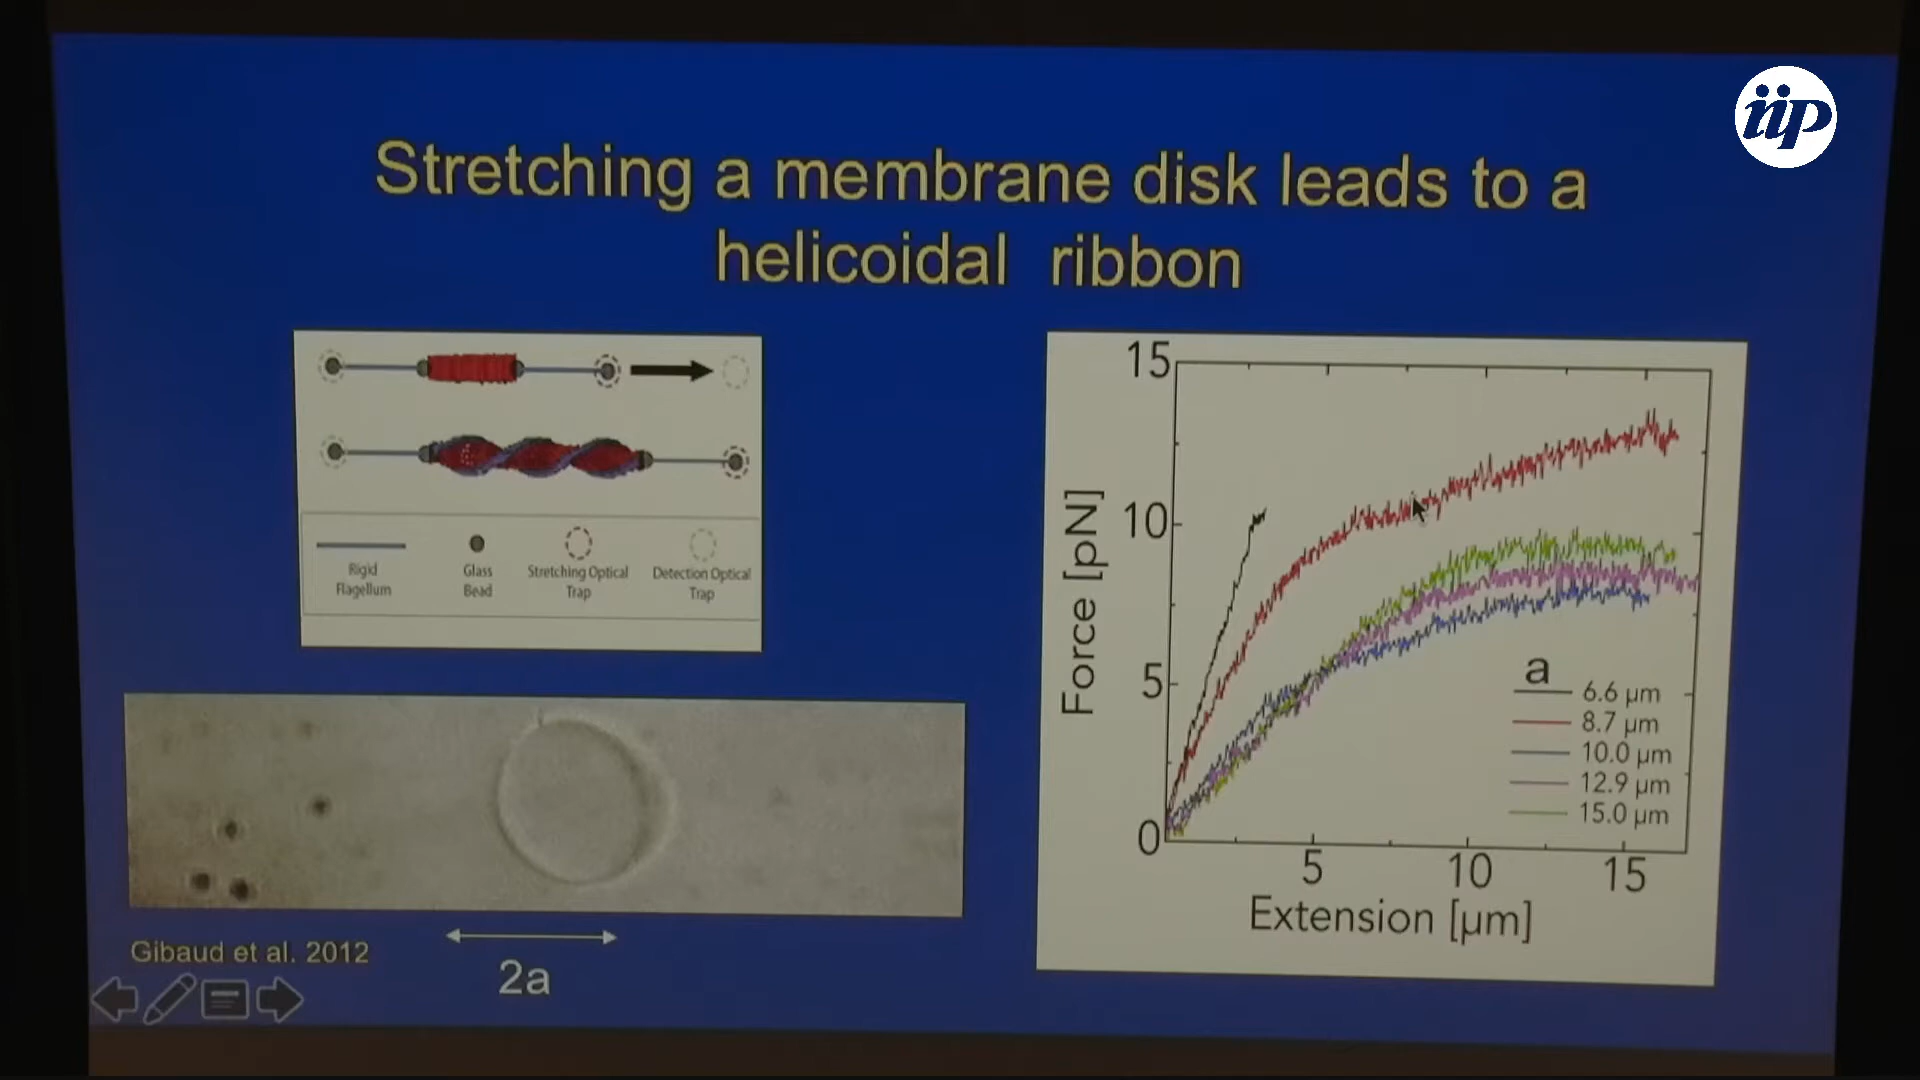 iip
Stretching a membrane disk leads to a
helicoidal ribbon
Rigid
Flagellum
Glass
Bead
Stretching Optical
Trap
Detection Optical
Trap
15
10
5
0
Force [pN]
5
10
15
Extension [µm]
a
6.6 µm
8.7 µm
10.0 µm
12.9 µm
15.0 µm
Gibaud et al. 2012
2a